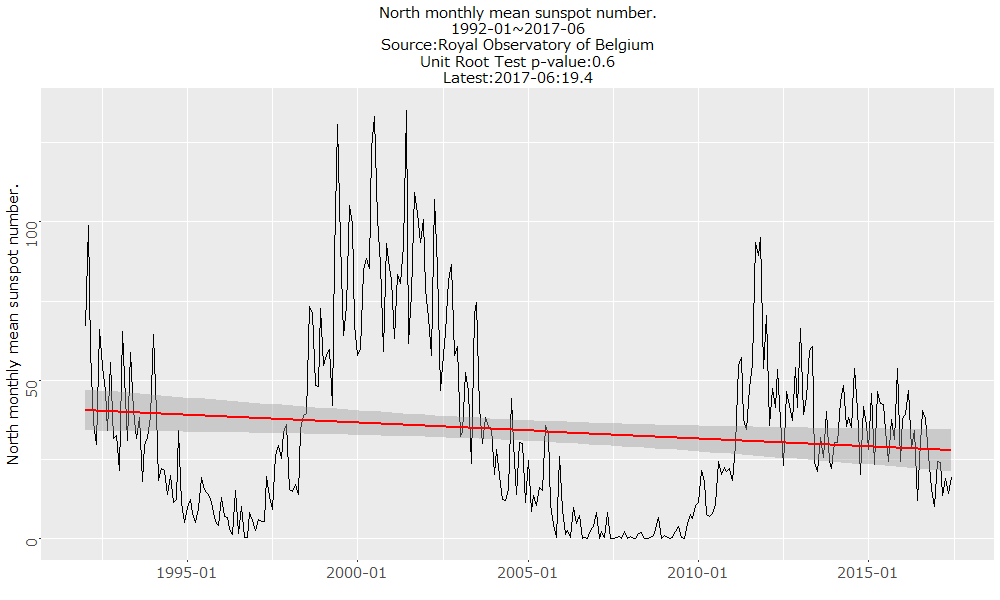 North monthly mean sunspot number.
1992-01~2017-06
Source:Royal Observatory of Belgium
Unit Root Test p-value:0.6
Latest:2017-06:19.4
North monthly mean sunspot number.
100
50
0
1995-01
2000-01
2005-01
2010-01
2015-01